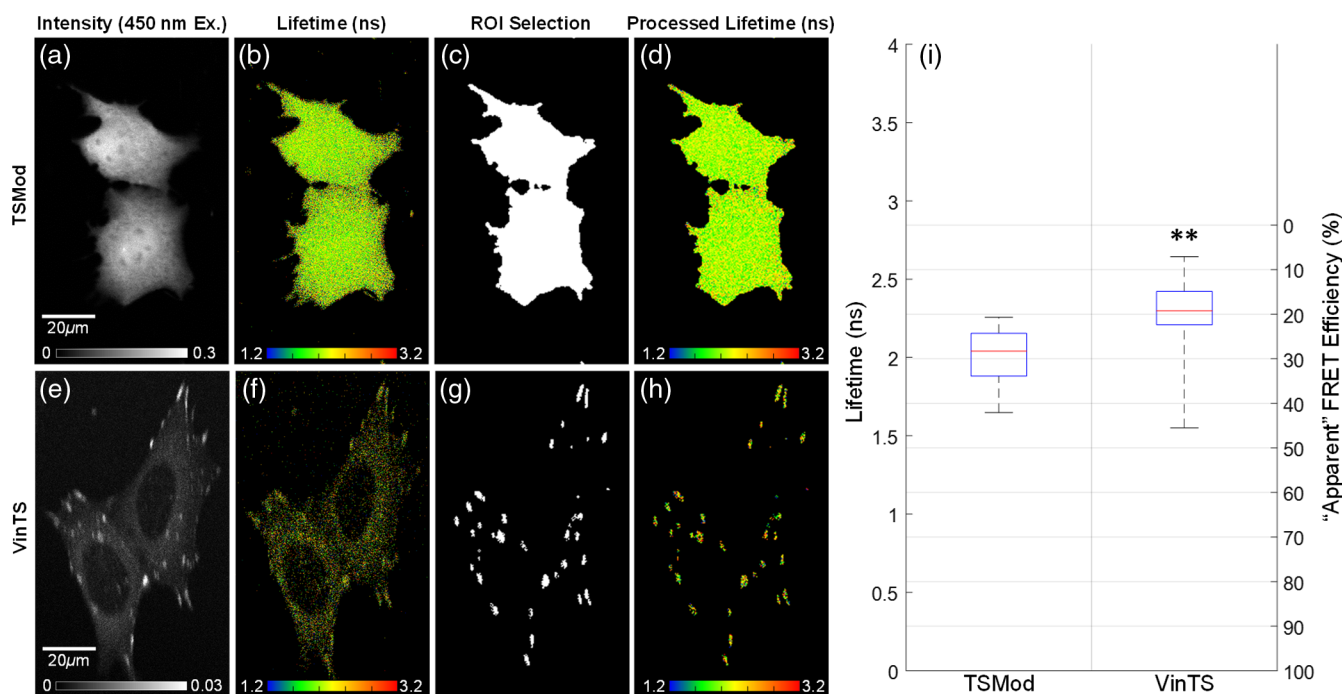 Intensity (450 nm Ex.) Lifetime (ns) ROI Selection Processed Lifetime (ns)
TSMod
(a) (b) (c) (d)
20μm
0 0.3 1.2 3.2 1.2 3.2
VinTS
(e) (f) (g) (h)
20μm
0 0.03 1.2 3.2 1.2 3.2
(i)
Lifetime (ns)
4
3.5
3
2.5
2
1.5
1
0.5
0
**
0
10
20
30
40
50
60
70
80
90
100
"Apparent" FRET Efficiency (%)
TSMod VinTS